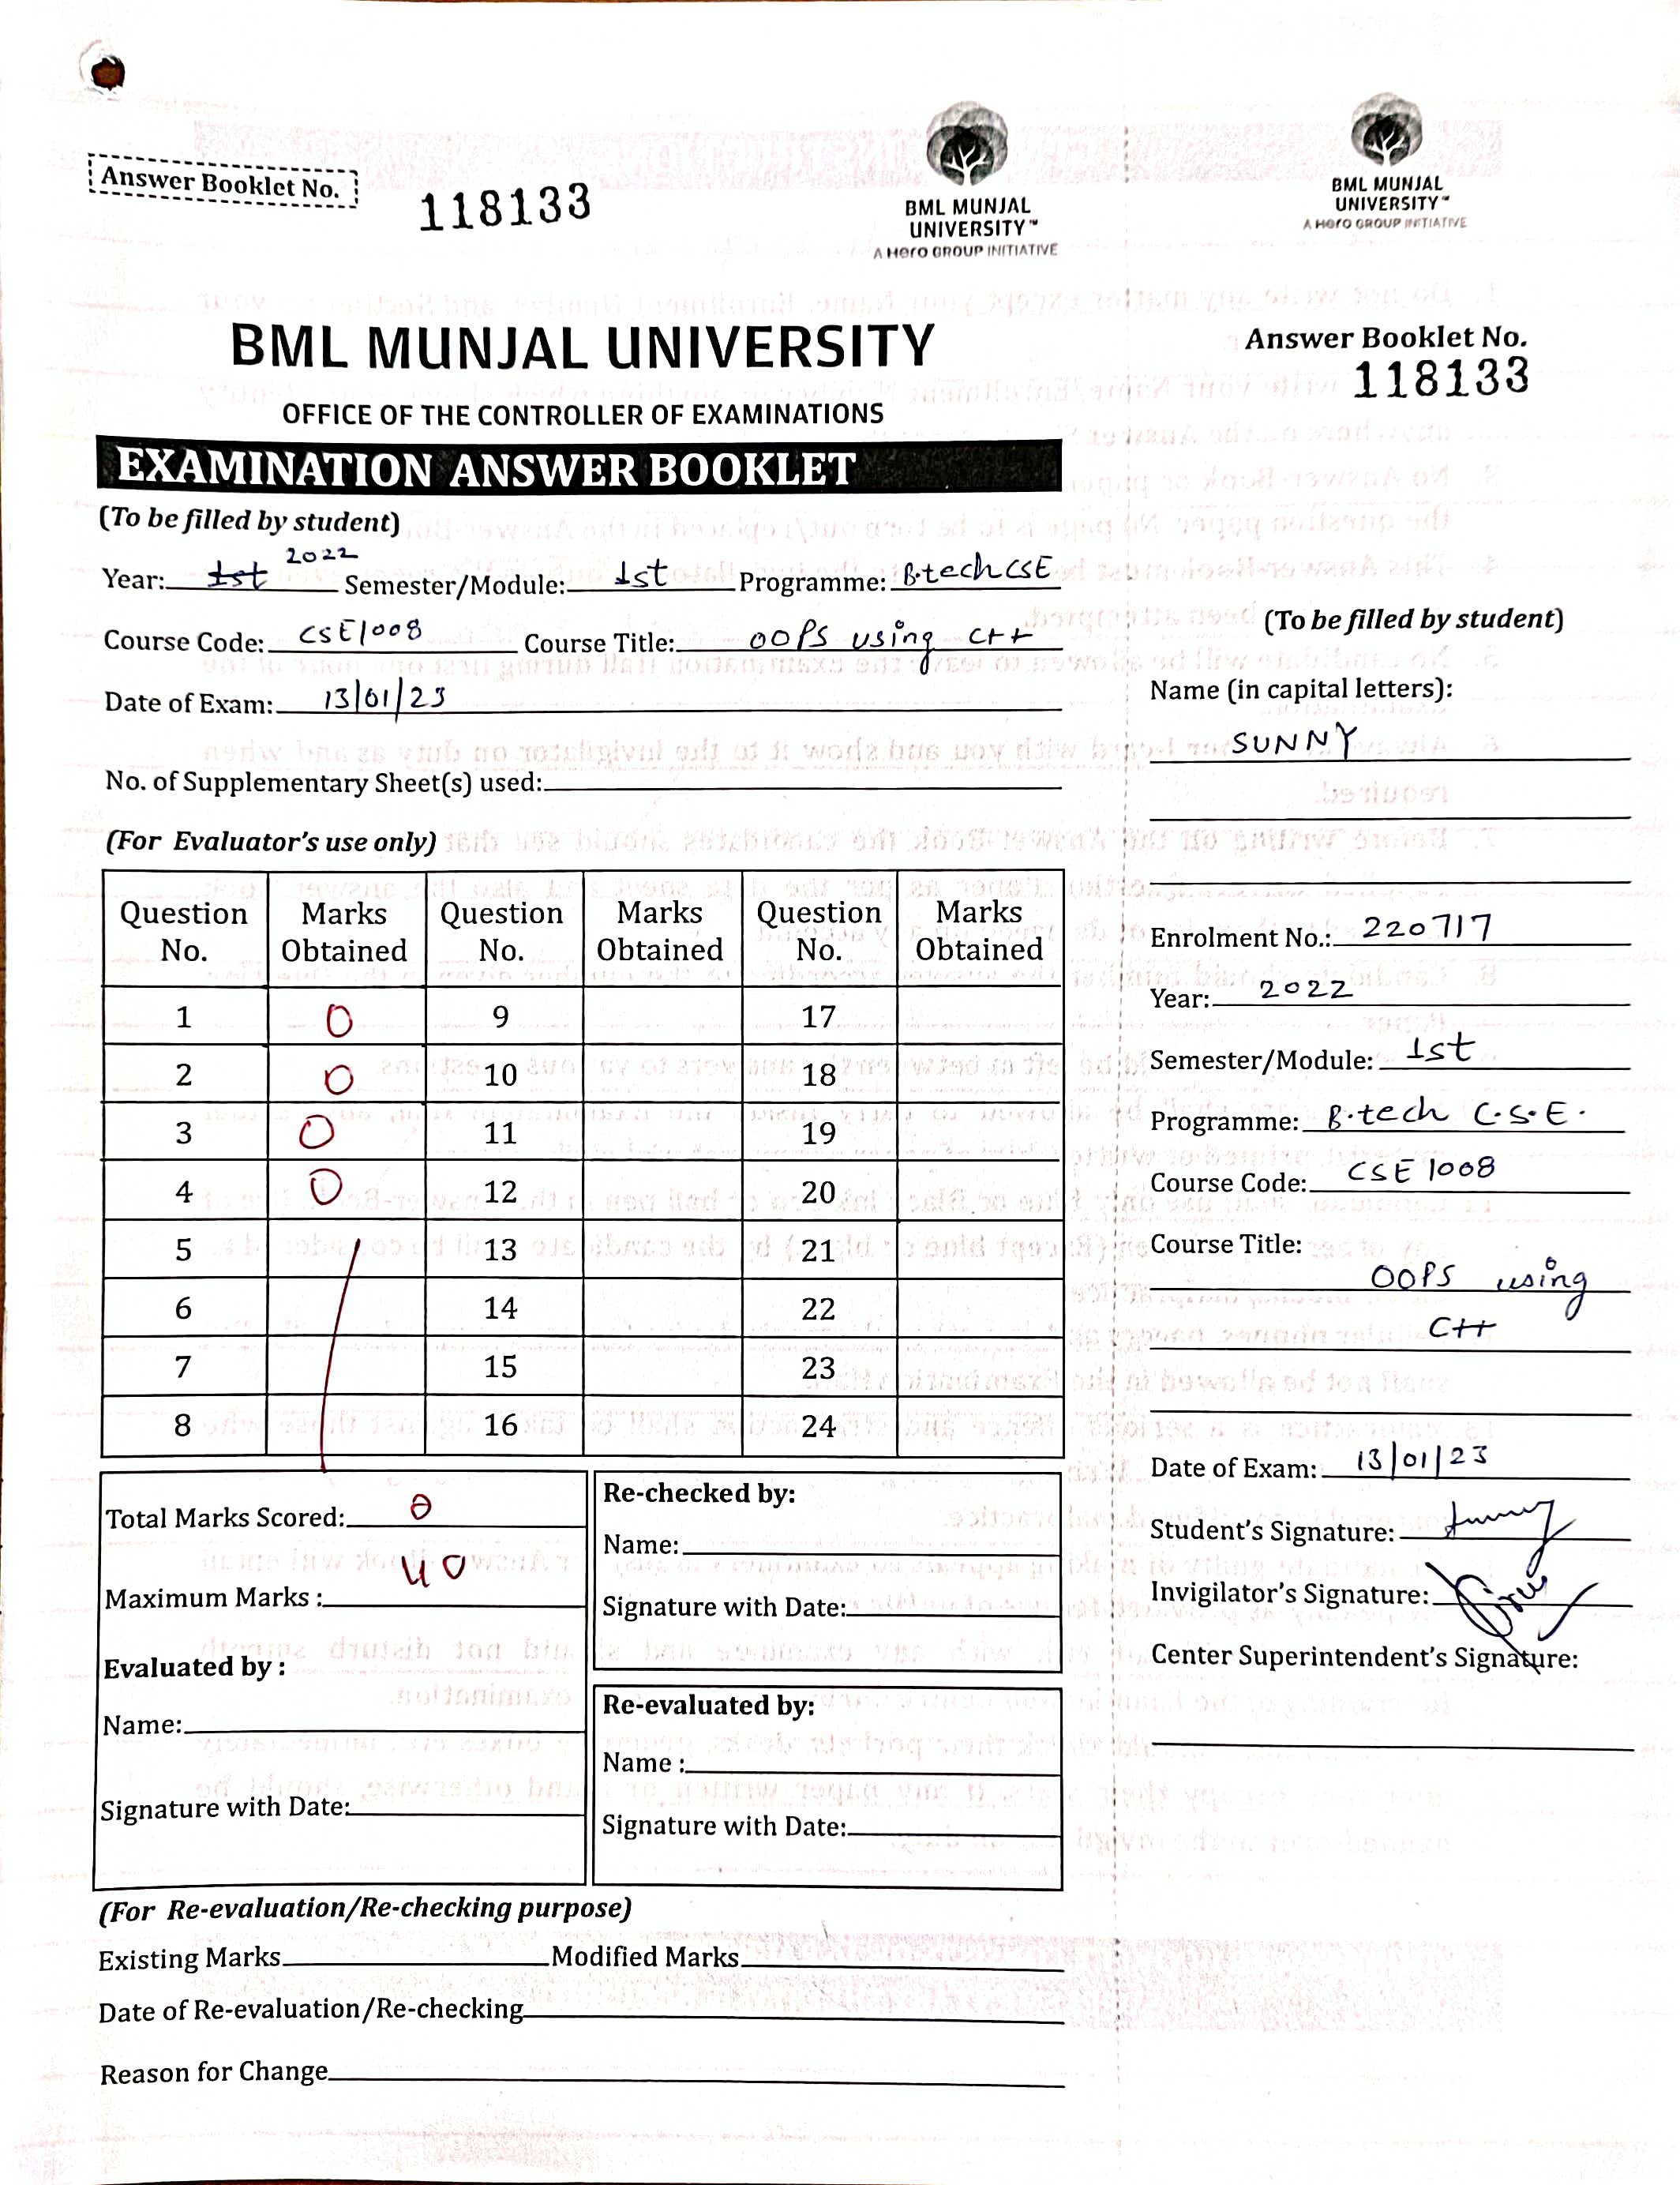 Answer Booklet No.
118133
BML MUNJAL
UNIVERSITY™
A Hero GROUP INITIATIVE
BML MUNJAL
UNIVERSITY™
A Hero GROUP INITIATIVE
BML MUNJAL UNIVERSITY
OFFICE OF THE CONTROLLER OF EXAMINATIONS
EXAMINATION ANSWER BOOKLET
(To be filled by student)
Year: 1st 2022 Semester/Module: 1st Programme: B.tech CSE
Course Code: CSE1008 Course Title: OOPS using C++
Date of Exam: 13/01/23
No. of Supplementary Sheet(s) used:
(For Evaluator's use only)
Question No. Marks Obtained Question No. Marks Obtained Question No. Marks Obtained
1 0 9 17
2 0 10 18
3 0 11 19
4 0 12 20
5 13 21
6 14 22
7 15 23
8 16 24
Total Marks Scored: 0
Maximum Marks : 40
Evaluated by :
Name:
Signature with Date:
Re-checked by:
Name:
Signature with Date:
Re-evaluated by:
Name :
Signature with Date:
(For Re-evaluation/Re-checking purpose)
Existing Marks Modified Marks
Date of Re-evaluation/Re-checking
Reason for Change
Answer Booklet No.
118133
(To be filled by student)
Name (in capital letters):
SUNNY
Enrolment No.: 220717
Year: 2022
Semester/Module: 1st
Programme: B.tech C.S.E.
Course Code: CSE 1008
Course Title:
OOPS using
C++
Date of Exam: 13/01/23
Student's Signature: Sunny
Invigilator's Signature:
Center Superintendent's Signature: